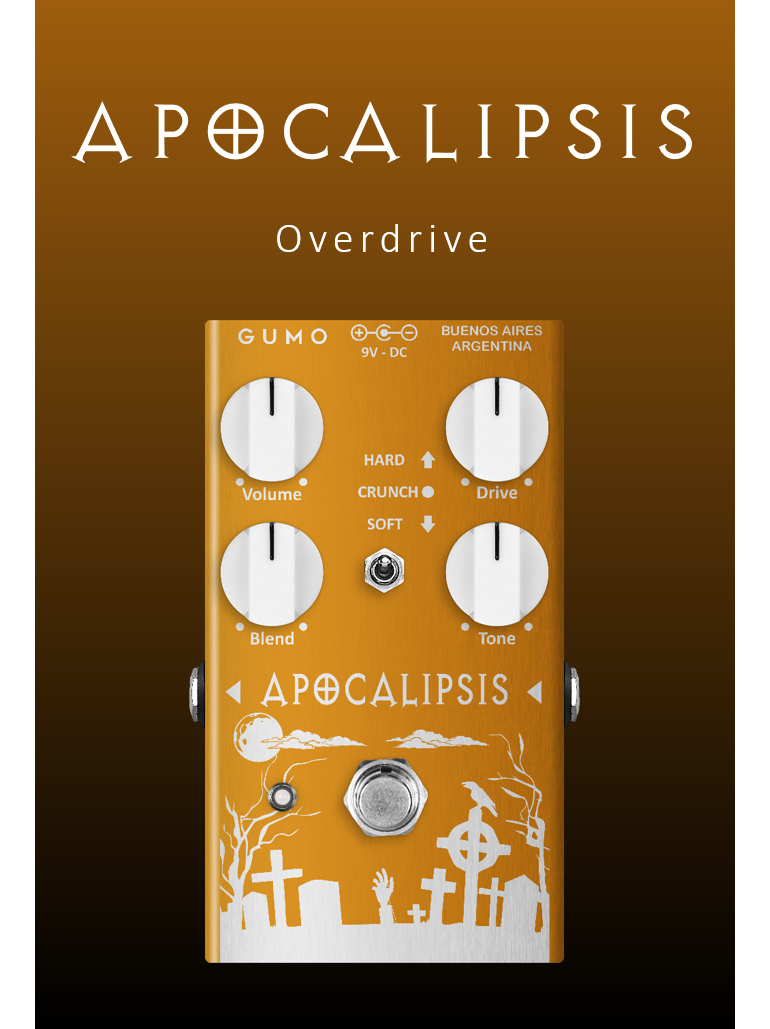 APOCALIPSIS
Overdrive
GUMO
9V - DC
BUENOS AIRES
ARGENTINA
HARD
CRUNCH
SOFT
Volume
Drive
Blend
Tone
APOCALIPSIS